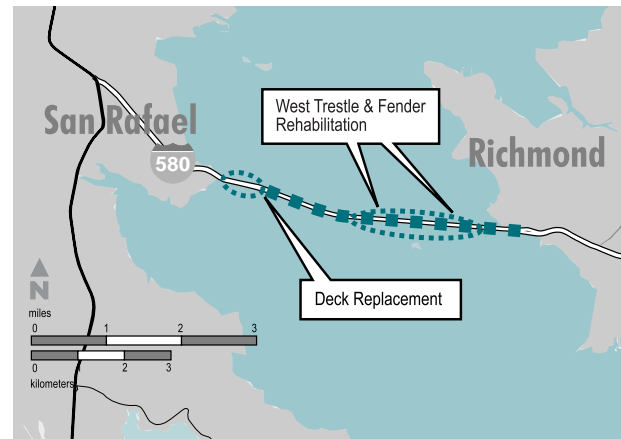 West Trestle & Fender
Rehabilitation
San Rafael
Richmond
580
Deck Replacement
N
miles
0 1 2 3
0 1 2 3
kilometers